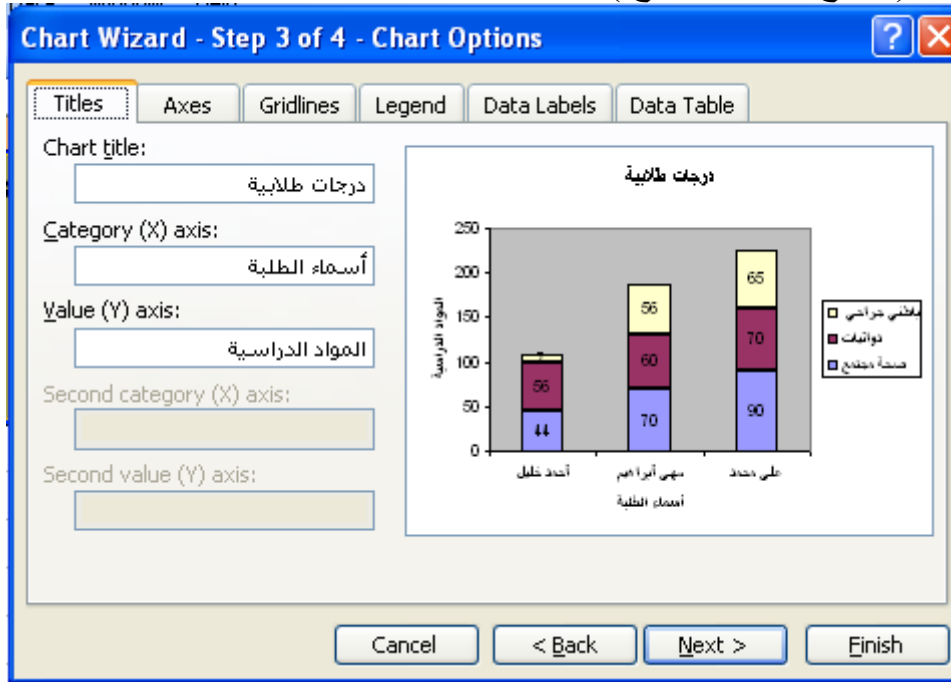 Chart Wizard - Step 3 of 4 - Chart Options
Titles Axes Gridlines Legend Data Labels Data Table
Chart title:
درجات طلابية
Category (X) axis:
أسماء الطلبة
Value (Y) axis:
المواد الدراسية
Second category (X) axis:
Second value (Y) axis:
درجات طلابية
250
200
150
100
50
0
المواد الدراسية
65
70
90
56
60
70
7
56
44
علي محمد
سهى أبراهيم
أحمد خليل
أسماء الطلبة
باطني جراحي
دوائيات
صحة مجتمع
Cancel < Back Next > Finish